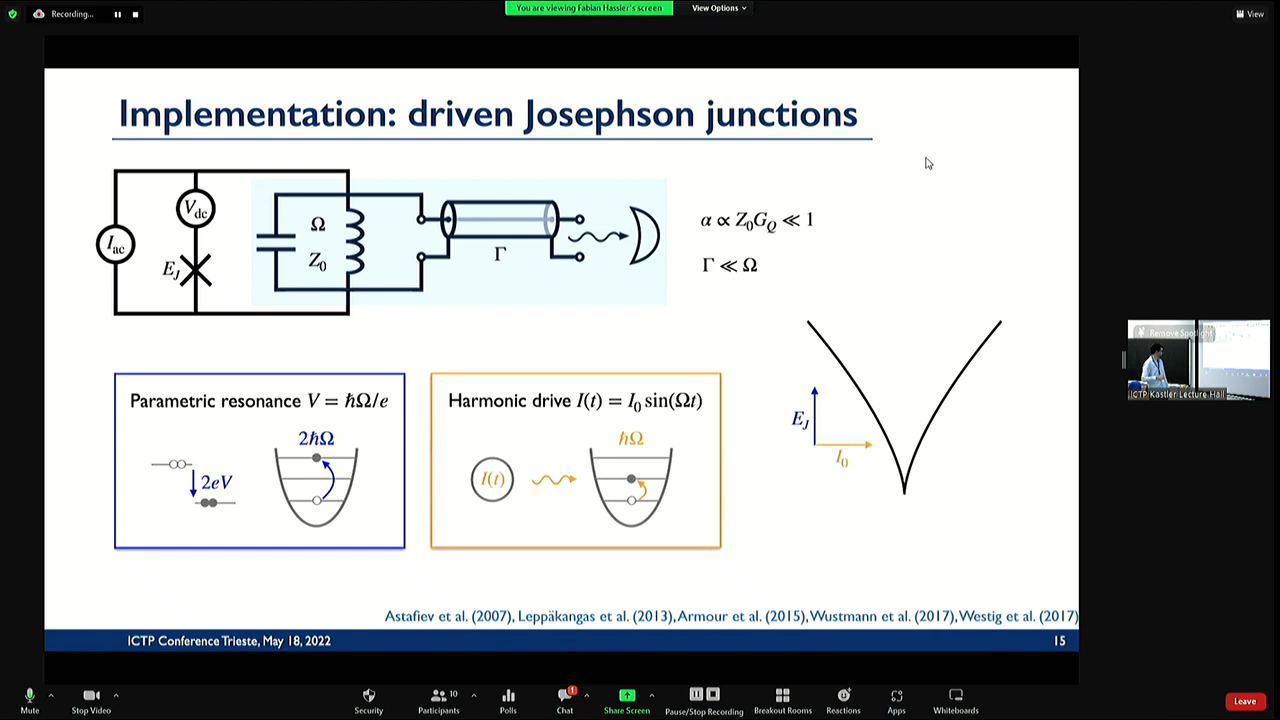 Recording...
You are viewing Fabian Hassler's screen
View Options
View
Implementation: driven Josephson junctions
V_dc
I_ac
E_J
Ω
Z_0
Γ
α ∝ Z_0G_Q ≪ 1
Γ ≪ Ω
Parametric resonance V = ℏΩ/e
2ℏΩ
2eV
Harmonic drive I(t) = I_0 sin(Ωt)
ℏΩ
I(t)
E_J
I_0
Remove Spotlight
ICTP Kastler Lecture Hall
Astafiev et al. (2007), Leppäkangas et al. (2013), Armour et al. (2015), Wustmann et al. (2017), Westig et al. (2017)
ICTP Conference Trieste, May 18, 2022
15
Mute
Stop Video
Security
10
Participants
Polls
1
Chat
Share Screen
Pause/Stop Recording
Breakout Rooms
Reactions
Apps
Whiteboards
Leave